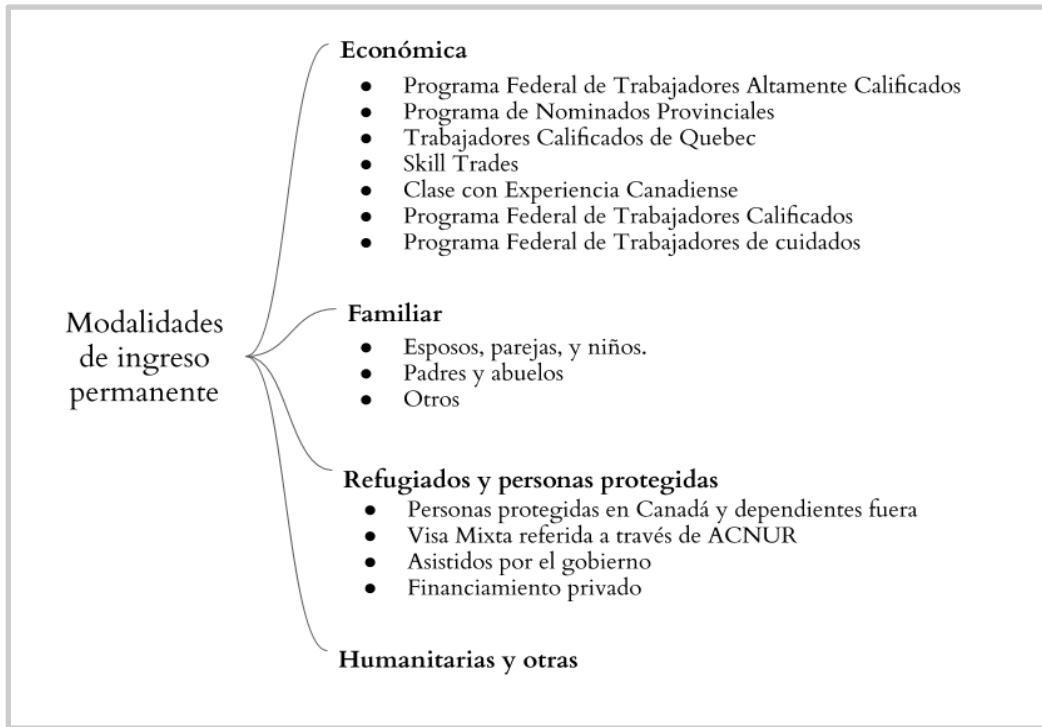 Modalidades
de ingreso
permanente
Económica
● Programa Federal de Trabajadores Altamente Calificados
● Programa de Nominados Provinciales
● Trabajadores Calificados de Quebec
● Skill Trades
● Clase con Experiencia Canadiense
● Programa Federal de Trabajadores Calificados
● Programa Federal de Trabajadores de cuidados
Familiar
● Esposos, parejas, y niños.
● Padres y abuelos
● Otros
Refugiados y personas protegidas
● Personas protegidas en Canadá y dependientes fuera
● Visa Mixta referida a través de ACNUR
● Asistidos por el gobierno
● Financiamiento privado
Humanitarias y otras